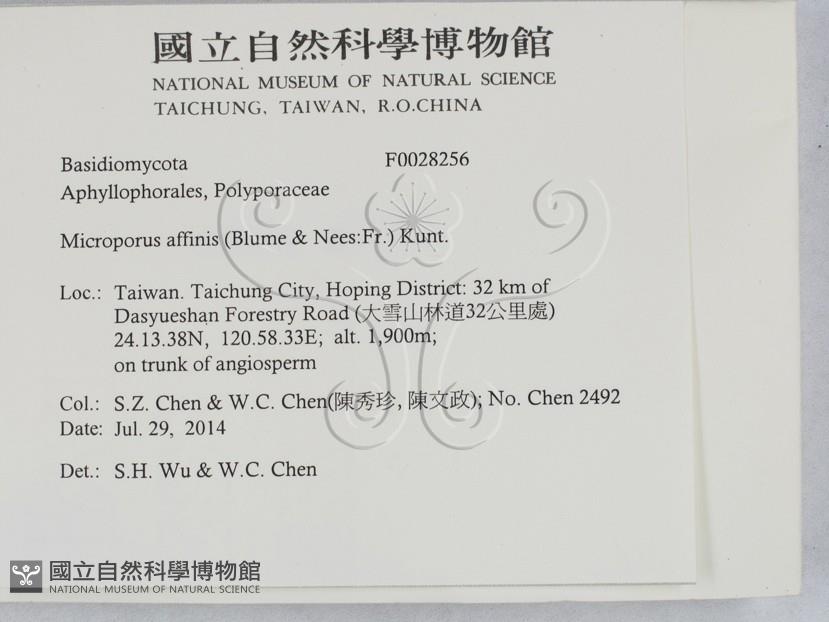 國立自然科學博物館
NATIONAL MUSEUM OF NATURAL SCIENCE
TAICHUNG, TAIWAN, R.O.CHINA
Basidiomycota F0028256
Aphyllophorales, Polyporaceae
Microporus affinis (Blume & Nees:Fr.) Kunt.
Loc.: Taiwan. Taichung City, Hoping District: 32 km of
Dasyueshan Forestry Road (大雪山林道32公里處)
24.13.38N, 120.58.33E; alt. 1,900m;
on trunk of angiosperm
Col.: S.Z. Chen & W.C. Chen(陳秀珍, 陳文政); No. Chen 2492
Date: Jul. 29, 2014
Det.: S.H. Wu & W.C. Chen
國立自然科學博物館
NATIONAL MUSEUM OF NATURAL SCIENCE